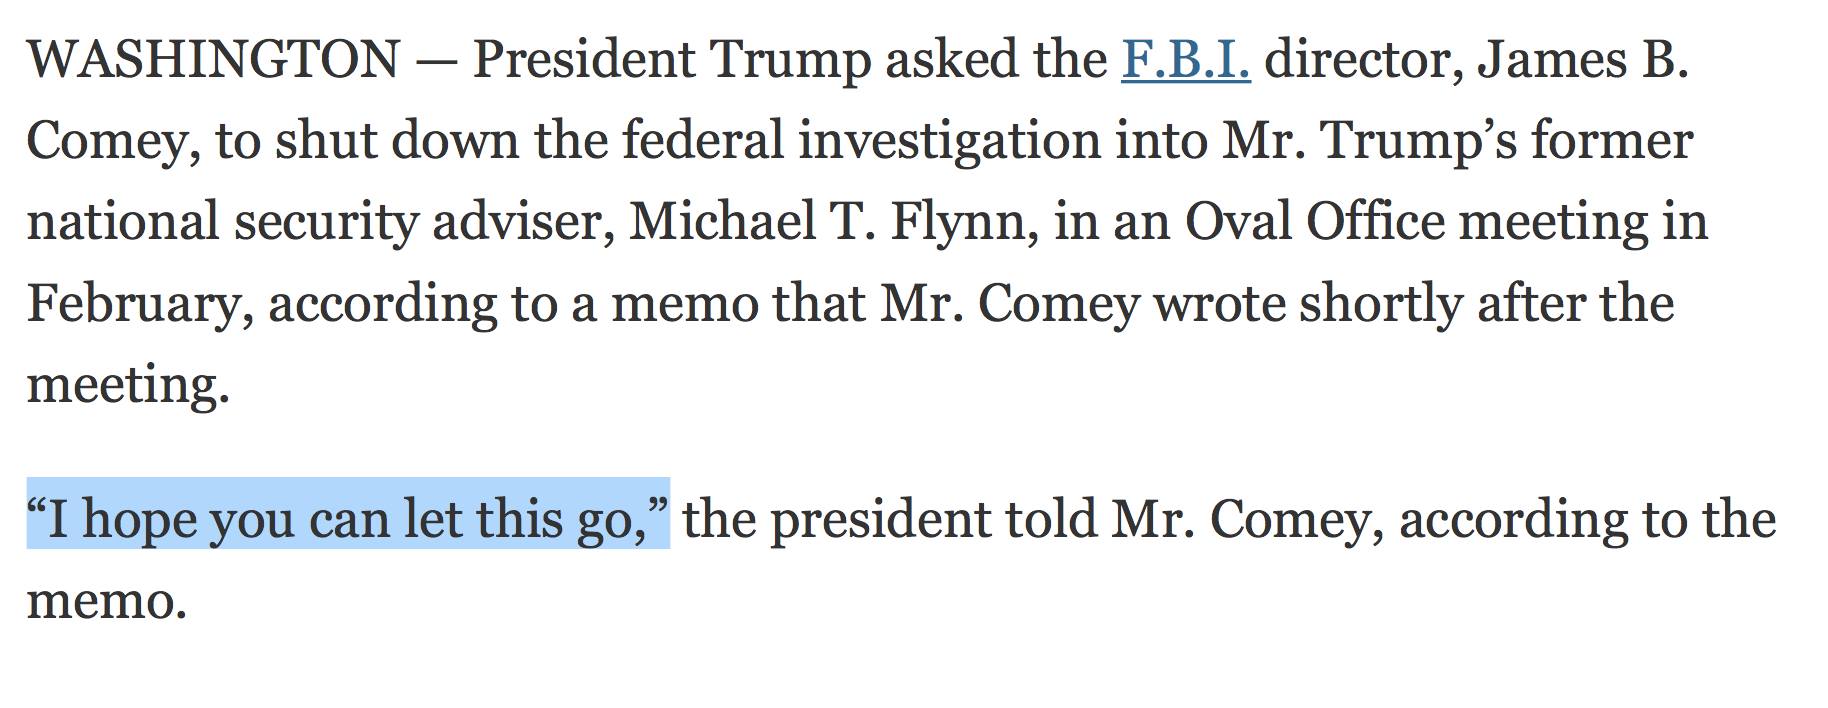 WASHINGTON — President Trump asked the F.B.I. director, James B.
Comey, to shut down the federal investigation into Mr. Trump’s former
national security adviser, Michael T. Flynn, in an Oval Office meeting in
February, according to a memo that Mr. Comey wrote shortly after the
meeting.
“I hope you can let this go,” the president told Mr. Comey, according to the
memo.